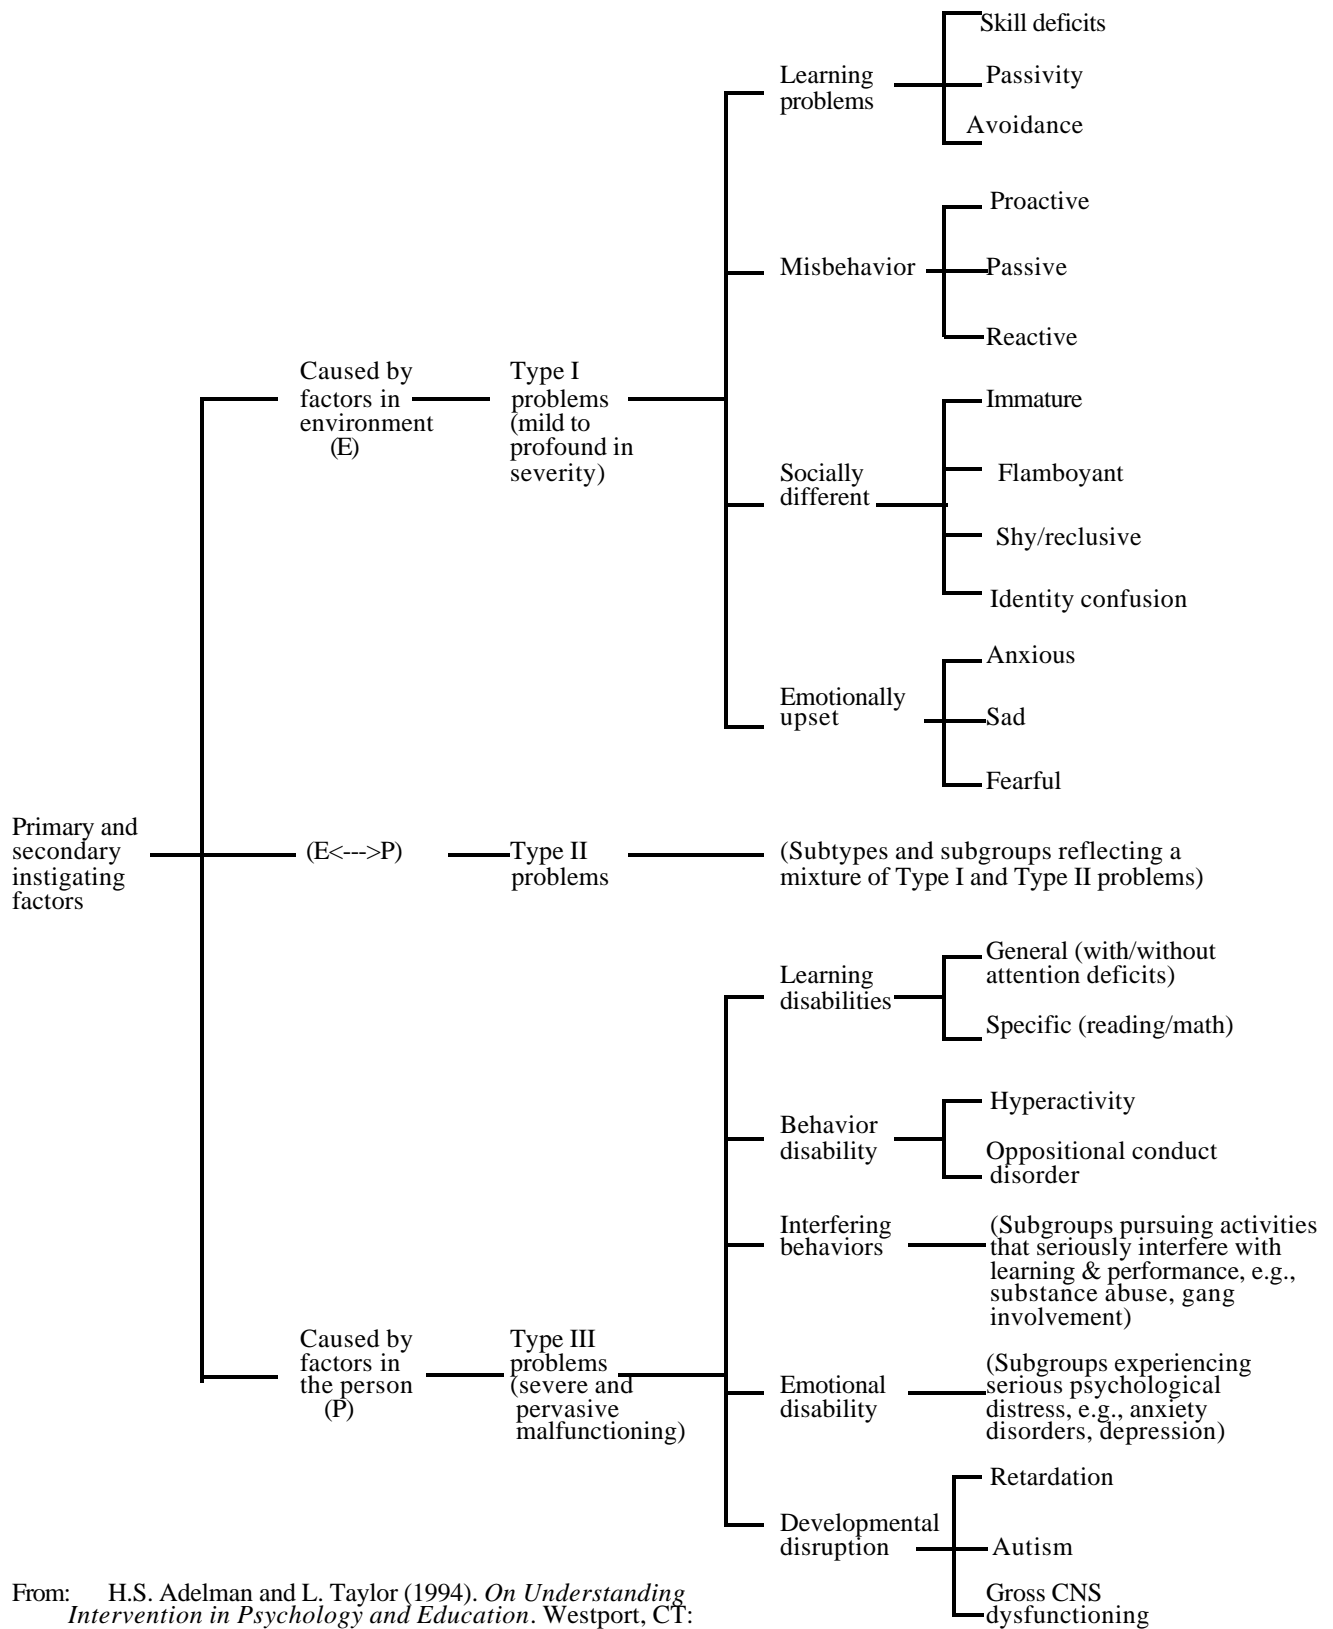 Skill deficits
Learning
problems
Passivity
Avoidance
Proactive
Misbehavior
Passive
Reactive
Caused by
factors in
environment
(E)
Type I
problems
(mild to
profound in
severity)
Immature
Socially
different
Flamboyant
Shy/reclusive
Identity confusion
Anxious
Emotionally
upset
Sad
Fearful
Primary and
secondary
instigating
factors
(E<--->P)
Type II
problems
(Subtypes and subgroups reflecting a
mixture of Type I and Type II problems)
Learning
disabilities
General (with/without
attention deficits)
Specific (reading/math)
Behavior
disability
Hyperactivity
Oppositional conduct
disorder
Interfering
behaviors
(Subgroups pursuing activities
that seriously interfere with
learning & performance, e.g.,
substance abuse, gang
involvement)
Caused by
factors in
the person
(P)
Type III
problems
(severe and
pervasive
malfunctioning)
Emotional
disability
(Subgroups experiencing
serious psychological
distress, e.g., anxiety
disorders, depression)
Developmental
disruption
Retardation
Autism
Gross CNS
dysfunctioning
From: H.S. Adelman and L. Taylor (1994). On Understanding
Intervention in Psychology and Education. Westport, CT: